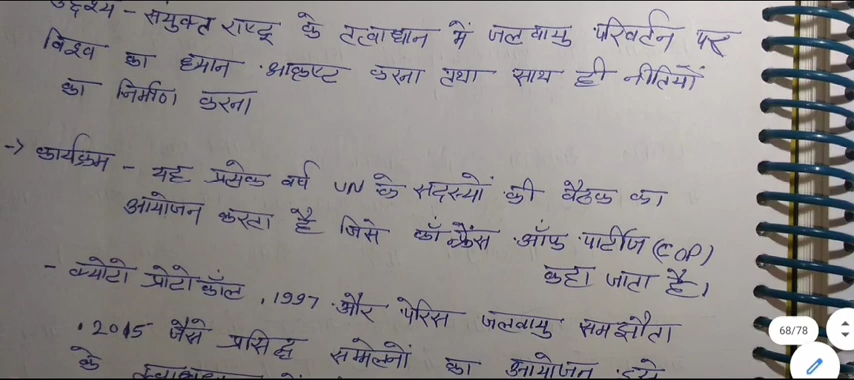 उद्देश्य - संयुक्त राष्ट्र के तत्वाधान में जलवायु परिवर्तन पर
विश्व का ध्यान आकृष्ट करना तथा साथ ही नीतियों
का निर्माण करना
-> कार्यक्रम - यह प्रत्येक वर्ष UN के सदस्यों की बैठक का
आयोजन करता है जिसे कॉन्फ्रेंस ऑफ पार्टीज (COP)
कहा जाता है।
- क्योटो प्रोटोकॉल, 1997 और पेरिस जलवायु समझौता
, 2015 जैसे प्रसिद्ध सम्मेलनों का आयोजन इसी
के
68/78